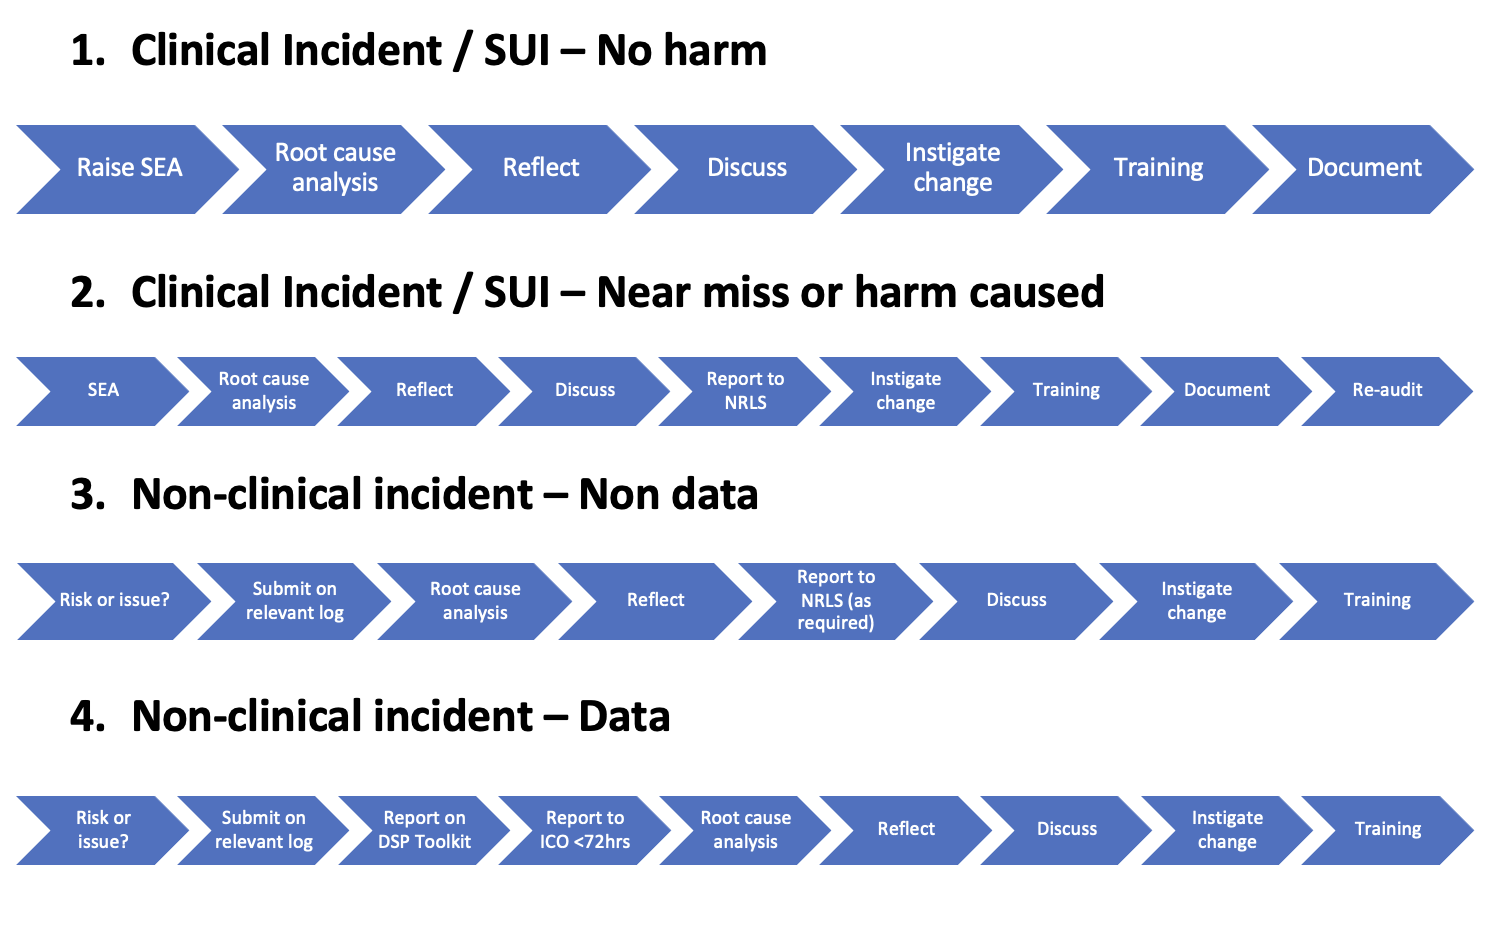 1. Clinical Incident / SUI – No harm
Raise SEA
Root cause
analysis
Reflect
Discuss
Instigate
change
Training
Document
2. Clinical Incident / SUI – Near miss or harm caused
SEA
Root cause
analysis
Reflect
Discuss
Report to
NRLS
Instigate
change
Training
Document
Re-audit
3. Non-clinical incident – Non data
Risk or issue?
Submit on
relevant log
Root cause
analysis
Reflect
Report to
NRLS (as
required)
Discuss
Instigate
change
Training
4. Non-clinical incident – Data
Risk or
issue?
Submit on
relevant log
Report on
DSP Toolkit
Report to
ICO <72hrs
Root cause
analysis
Reflect
Discuss
Instigate
change
Training